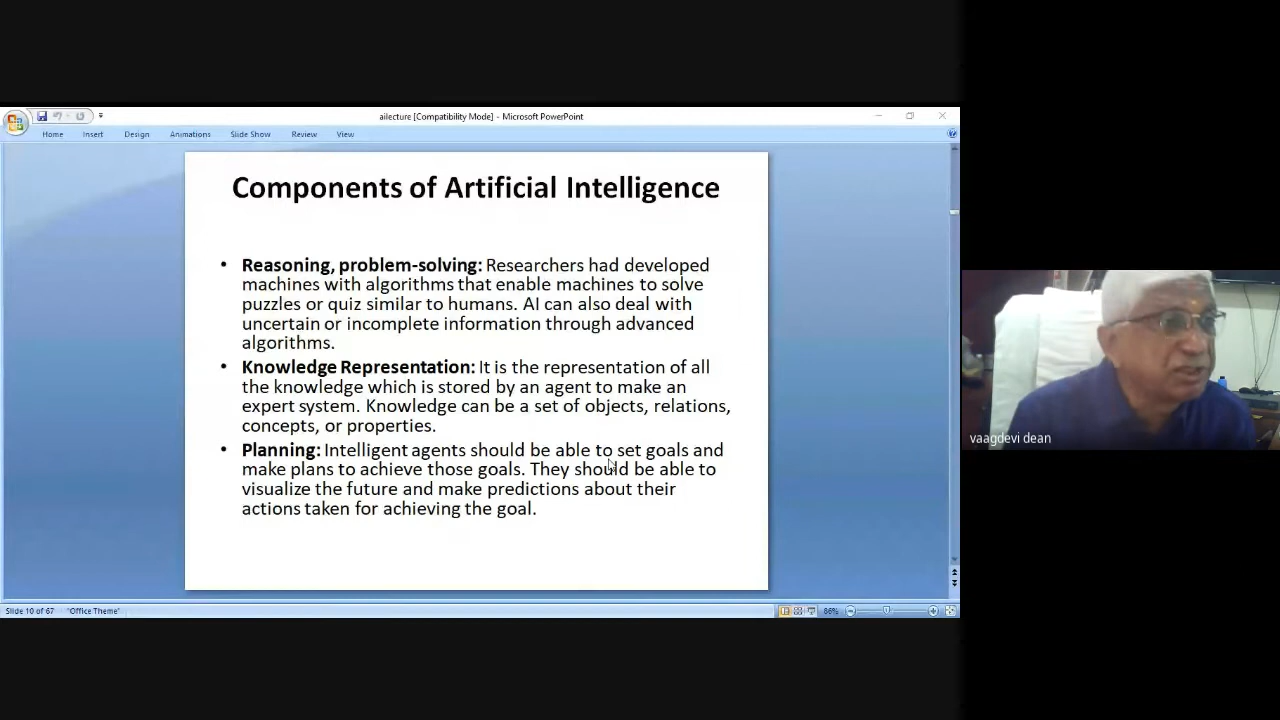 ailecture [Compatibility Mode] - Microsoft PowerPoint
Home Insert Design Animations Slide Show Review View
Components of Artificial Intelligence
• Reasoning, problem-solving: Researchers had developed
machines with algorithms that enable machines to solve
puzzles or quiz similar to humans. AI can also deal with
uncertain or incomplete information through advanced
algorithms.
• Knowledge Representation: It is the representation of all
the knowledge which is stored by an agent to make an
expert system. Knowledge can be a set of objects, relations,
concepts, or properties.
• Planning: Intelligent agents should be able to set goals and
make plans to achieve those goals. They should be able to
visualize the future and make predictions about their
actions taken for achieving the goal.
vaagdevi dean
Slide 10 of 67 "Office Theme" 86%